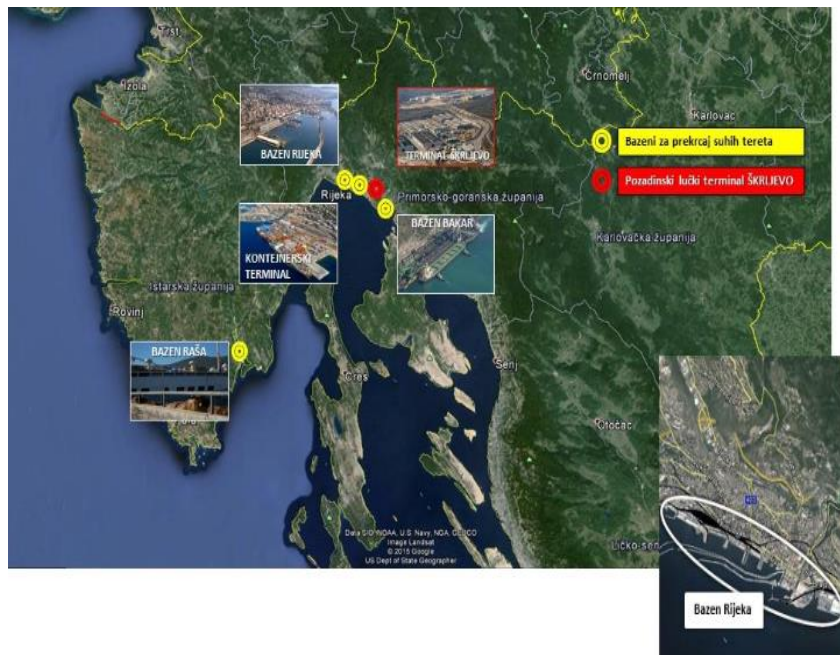 Trst
Izola
Črnomelj
Karlovac
BAZEN RIJEKA
TERMINAL ŠKRLJEVO
Bazeni za prekrcaj suhih tereta
Pozadinski lučki terminal ŠKRLJEVO
Rijeka
Primorsko-goranska županija
BAZEN BAKAR
KONTEJNERSKI
TERMINAL
Karlovačka županija
Istarska županija
Rovinj
BAZEN RAŠA
Cres
Senj
Otočac
Data SIO NOAA, U.S. Navy, NGA, GEBCO
Image Landsat
© 2015 Google
US Dept of State Geographer
Ličko-senj
Bazen Rijeka